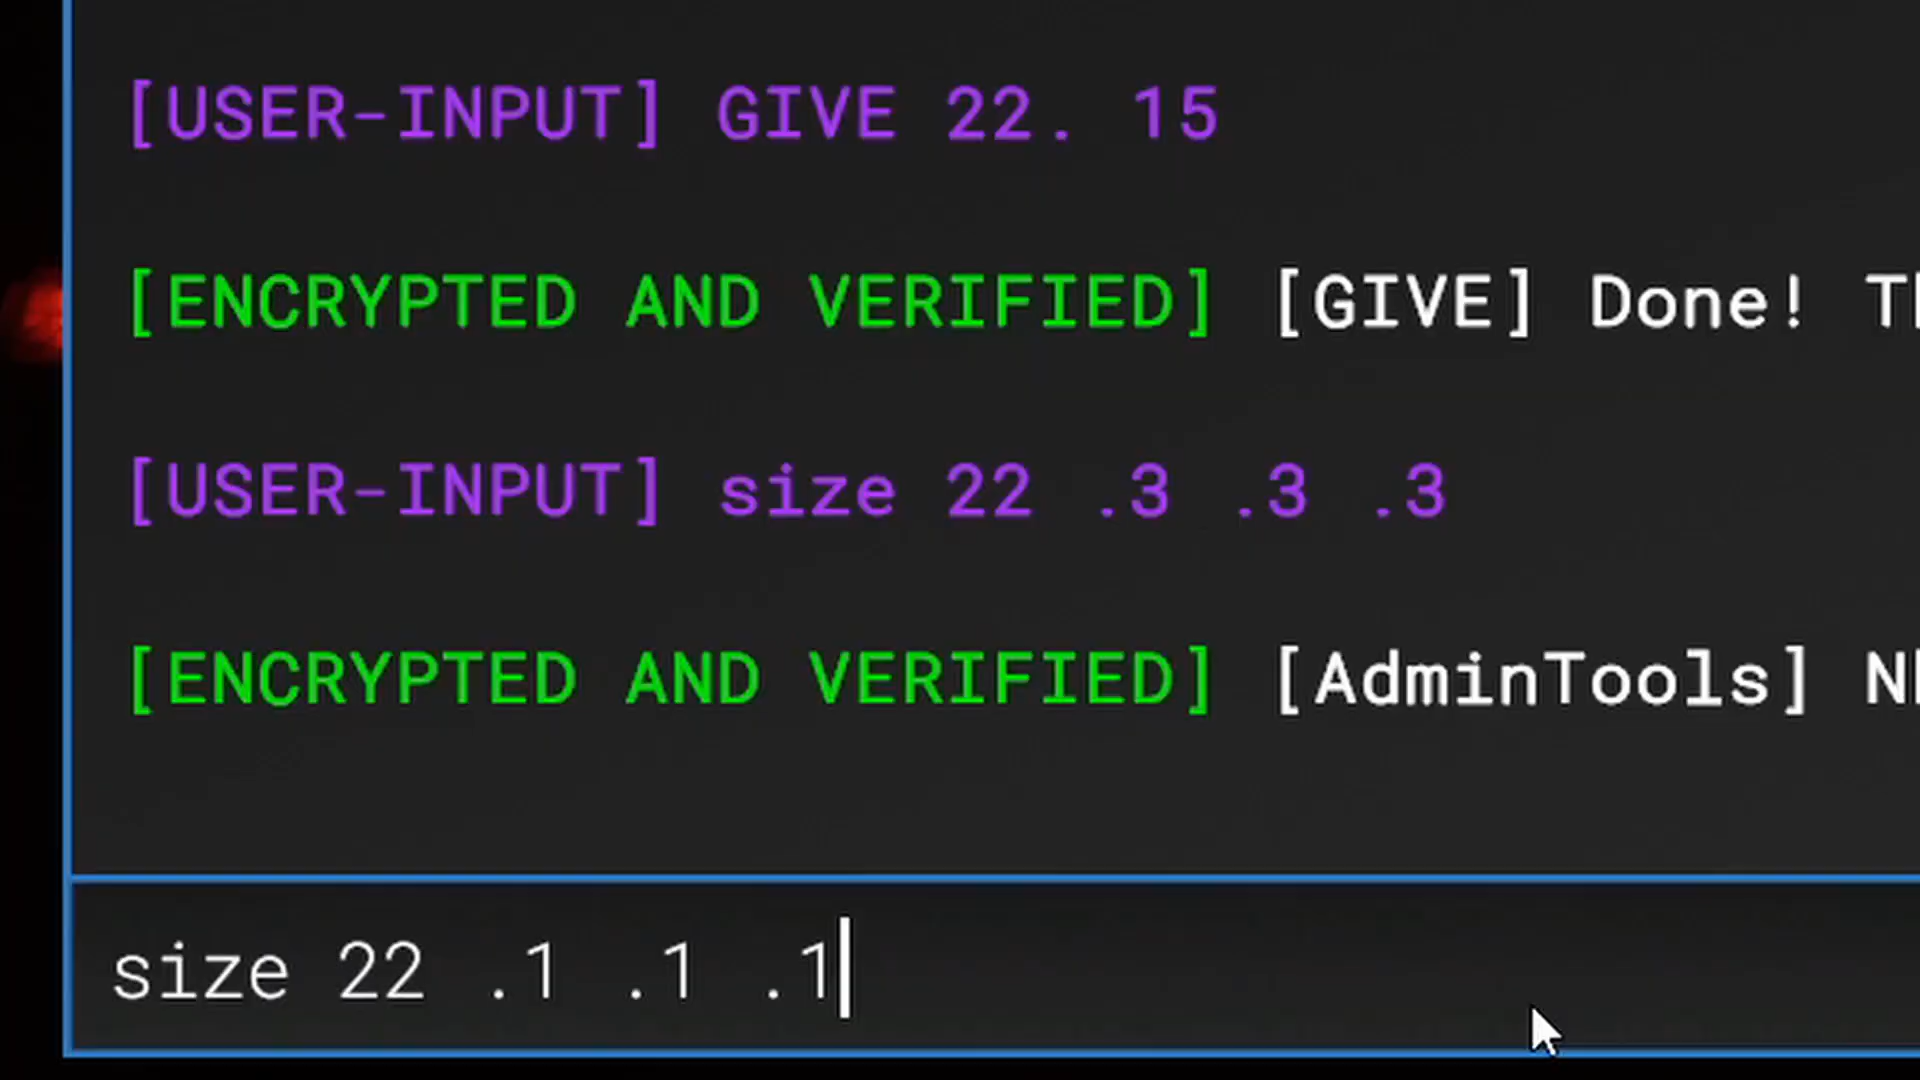 [USER-INPUT] GIVE 22. 15
[ENCRYPTED AND VERIFIED] [GIVE] Done!
[USER-INPUT] size 22 .3 .3 .3
[ENCRYPTED AND VERIFIED] [AdminTools]
size 22 .1 .1 .1